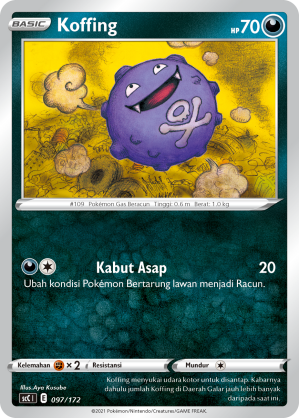 BASIC Koffing HP 70
#109 Pokémon Gas Beracun Tinggi: 0,6 m Berat: 1.0 kg
Kabut Asap 20
Ubah kondisi Pokémon Bertarung lawan menjadi Racun.
Kelemahan ×2 Resistansi Mundur
Illus. Aya Kusube
Koffing menyukai udara kotor untuk disantap. Kabarnya
dahulu jumlah Koffing di Daerah Galar jauh lebih banyak
daripada saat ini.
SC1 I E 097/172
©2021 Pokémon/Nintendo/Creatures/GAME FREAK.